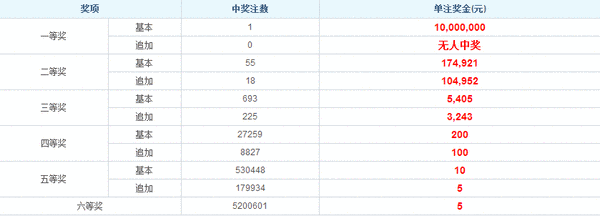 奖项 中奖注数 单注奖金(元)
一等奖 基本 1 10,000,000
追加 0 无人中奖
二等奖 基本 55 174,921
追加 18 104,952
三等奖 基本 693 5,405
追加 225 3,243
四等奖 基本 27259 200
追加 8827 100
五等奖 基本 530448 10
追加 179934 5
六等奖 5200601 5